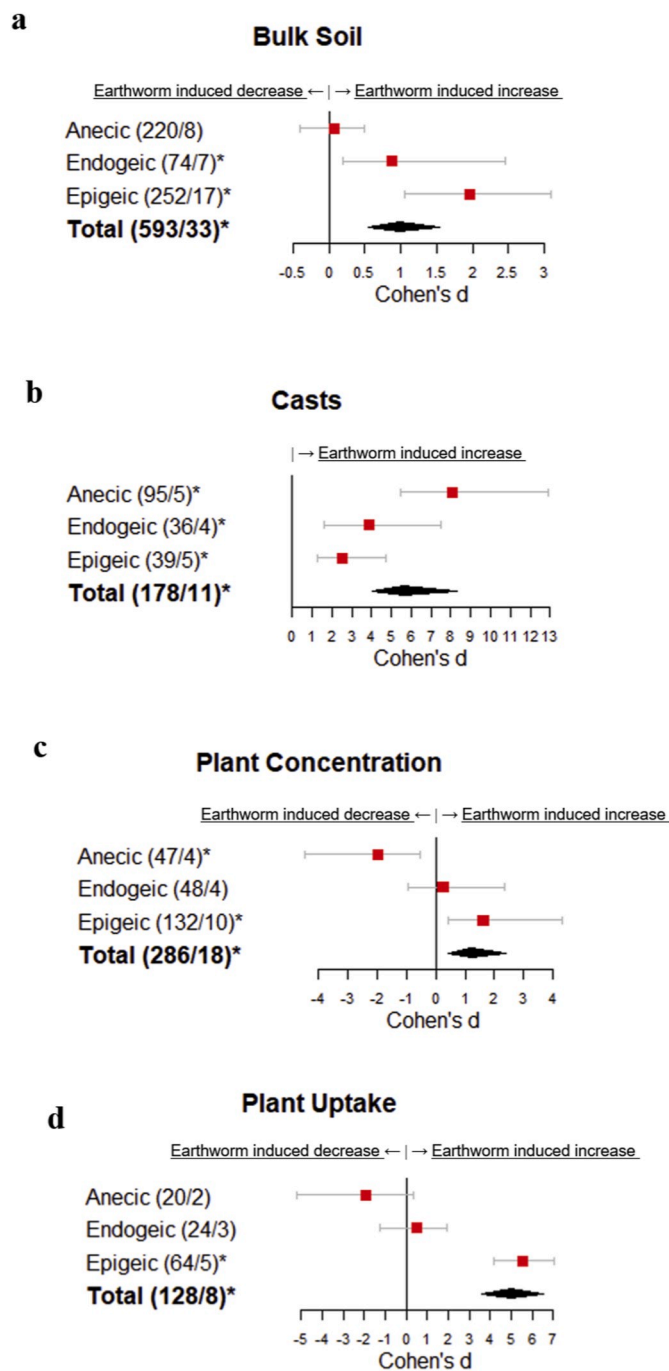 a
Bulk Soil
Earthworm induced decrease ← | → Earthworm induced increase
Anecic (220/8)
Endogeic (74/7)*
Epigeic (252/17)*
Total (593/33)*
-0.5 0 0.5 1 1.5 2 2.5 3
Cohen's d
b
Casts
| → Earthworm induced increase
Anecic (95/5)*
Endogeic (36/4)*
Epigeic (39/5)*
Total (178/11)*
0 1 2 3 4 5 6 7 8 9 10 11 12 13
Cohen's d
c
Plant Concentration
Earthworm induced decrease ← | → Earthworm induced increase
Anecic (47/4)*
Endogeic (48/4)
Epigeic (132/10)*
Total (286/18)*
-4 -3 -2 -1 0 1 2 3 4
Cohen's d
d
Plant Uptake
Earthworm induced decrease ← | → Earthworm induced increase
Anecic (20/2)
Endogeic (24/3)
Epigeic (64/5)*
Total (128/8)*
-5 -4 -3 -2 -1 0 1 2 3 4 5 6 7
Cohen's d